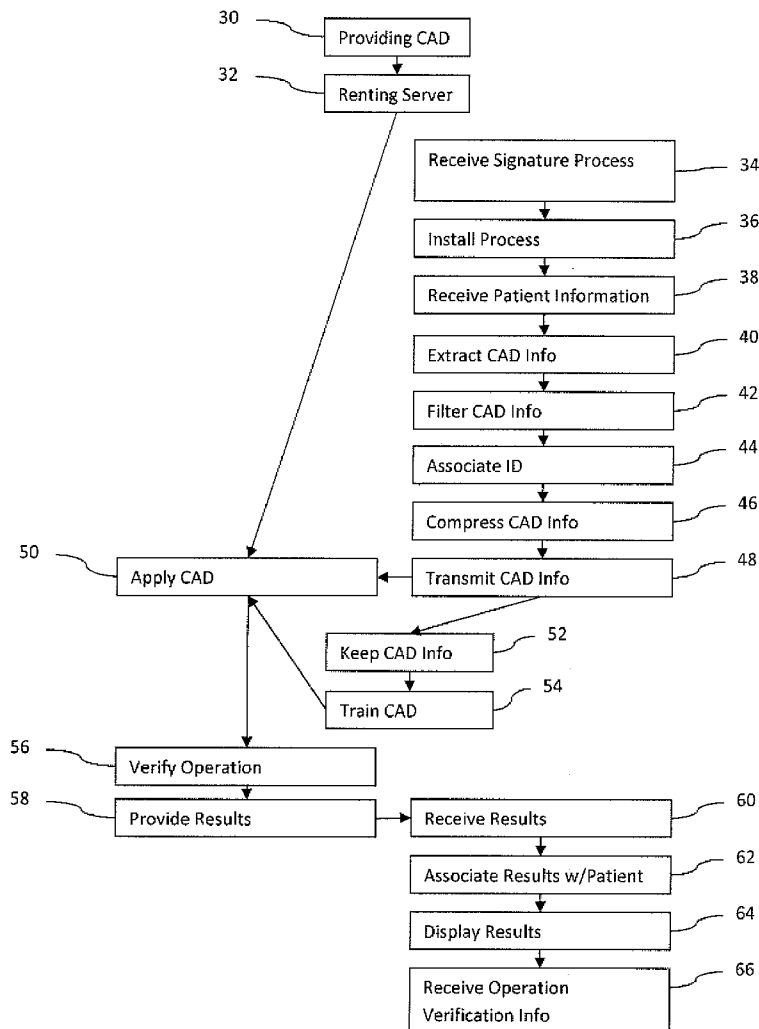 30
Providing CAD
32
Renting Server
Receive Signature Process
34
Install Process
36
Receive Patient Information
38
Extract CAD Info
40
Filter CAD Info
42
Associate ID
44
Compress CAD Info
46
50
Apply CAD
Transmit CAD Info
48
Keep CAD Info
52
Train CAD
54
56
Verify Operation
58
Provide Results
Receive Results
60
Associate Results w/Patient
62
Display Results
64
Receive Operation
Verification Info
66